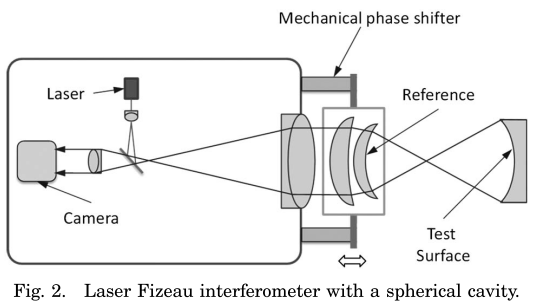 Mechanical phase shifter
Laser
Reference
Camera
Test
Surface
Fig. 2. Laser Fizeau interferometer with a spherical cavity.